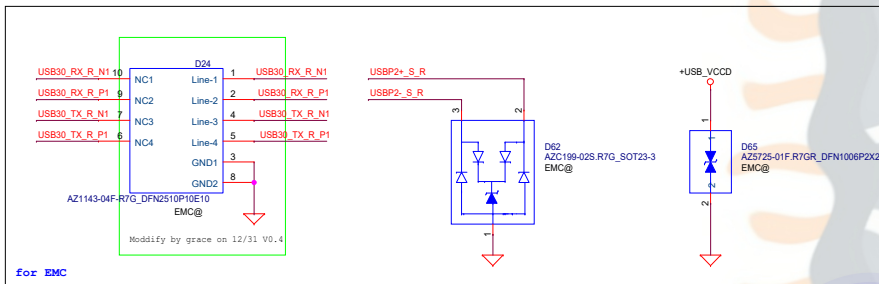 D24
USB30_RX_R_N1 10 NC1 Line-1 1 USB30_RX_R_N1
USB30_RX_R_P1 9 NC2 Line-2 2 USB30_RX_R_P1
USB30_TX_R_N1 7 NC3 Line-3 4 USB30_TX_R_N1
USB30_TX_R_P1 6 NC4 Line-4 5 USB30_TX_R_P1
GND1 3
GND2 8
AZ1143-04F-R7G_DFN2510P10E10
EMC@
Moddify by grace on 12/31 V0.4
for EMC
USBP2+_S_R
USBP2-_S_R
3
2
D62
AZC199-02S.R7G_SOT23-3
EMC@
1
+USB_VCCD
1
1
D65
AZ5725-01F.R7GR_DFN1006P2X2
EMC@
2
2